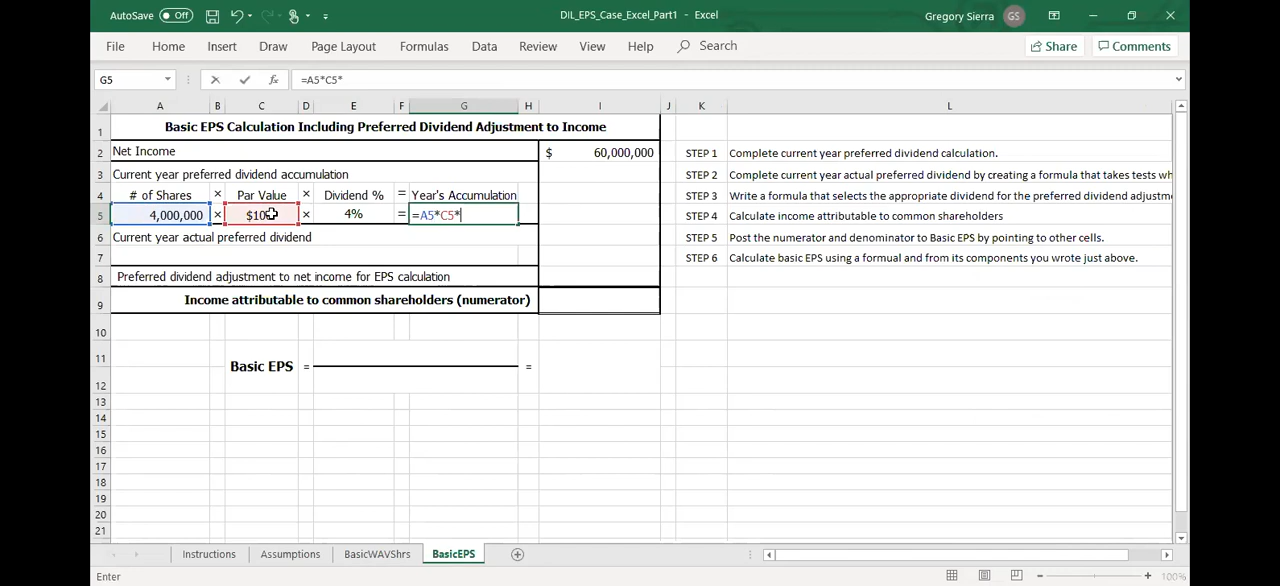 AutoSave Off DIL_EPS_Case_Excel_Part1 - Excel Gregory Sierra GS
File Home Insert Draw Page Layout Formulas Data Review View Help Search Share Comments
G5 fx =A5*C5*
A B C D E F G H I J K L
1 Basic EPS Calculation Including Preferred Dividend Adjustment to Income
2 Net Income $ 60,000,000 STEP 1 Complete current year preferred dividend calculation.
3 Current year preferred dividend accumulation STEP 2 Complete current year actual preferred dividend by creating a formula that takes tests wh
4 # of Shares × Par Value × Dividend % = Year's Accumulation STEP 3 Write a formula that selects the appropriate dividend for the preferred dividend adjustme
5 4,000,000 × $10 × 4% = =A5*C5* STEP 4 Calculate income attributable to common shareholders
6 Current year actual preferred dividend STEP 5 Post the numerator and denominator to Basic EPS by pointing to other cells.
7 STEP 6 Calculate basic EPS using a formual and from its components you wrote just above.
8 Preferred dividend adjustment to net income for EPS calculation
9 Income attributable to common shareholders (numerator)
10
11 Basic EPS = =
12
13
14
15
16
17
18
19
20
21
Instructions Assumptions BasicWAVShrs BasicEPS
Enter 100%